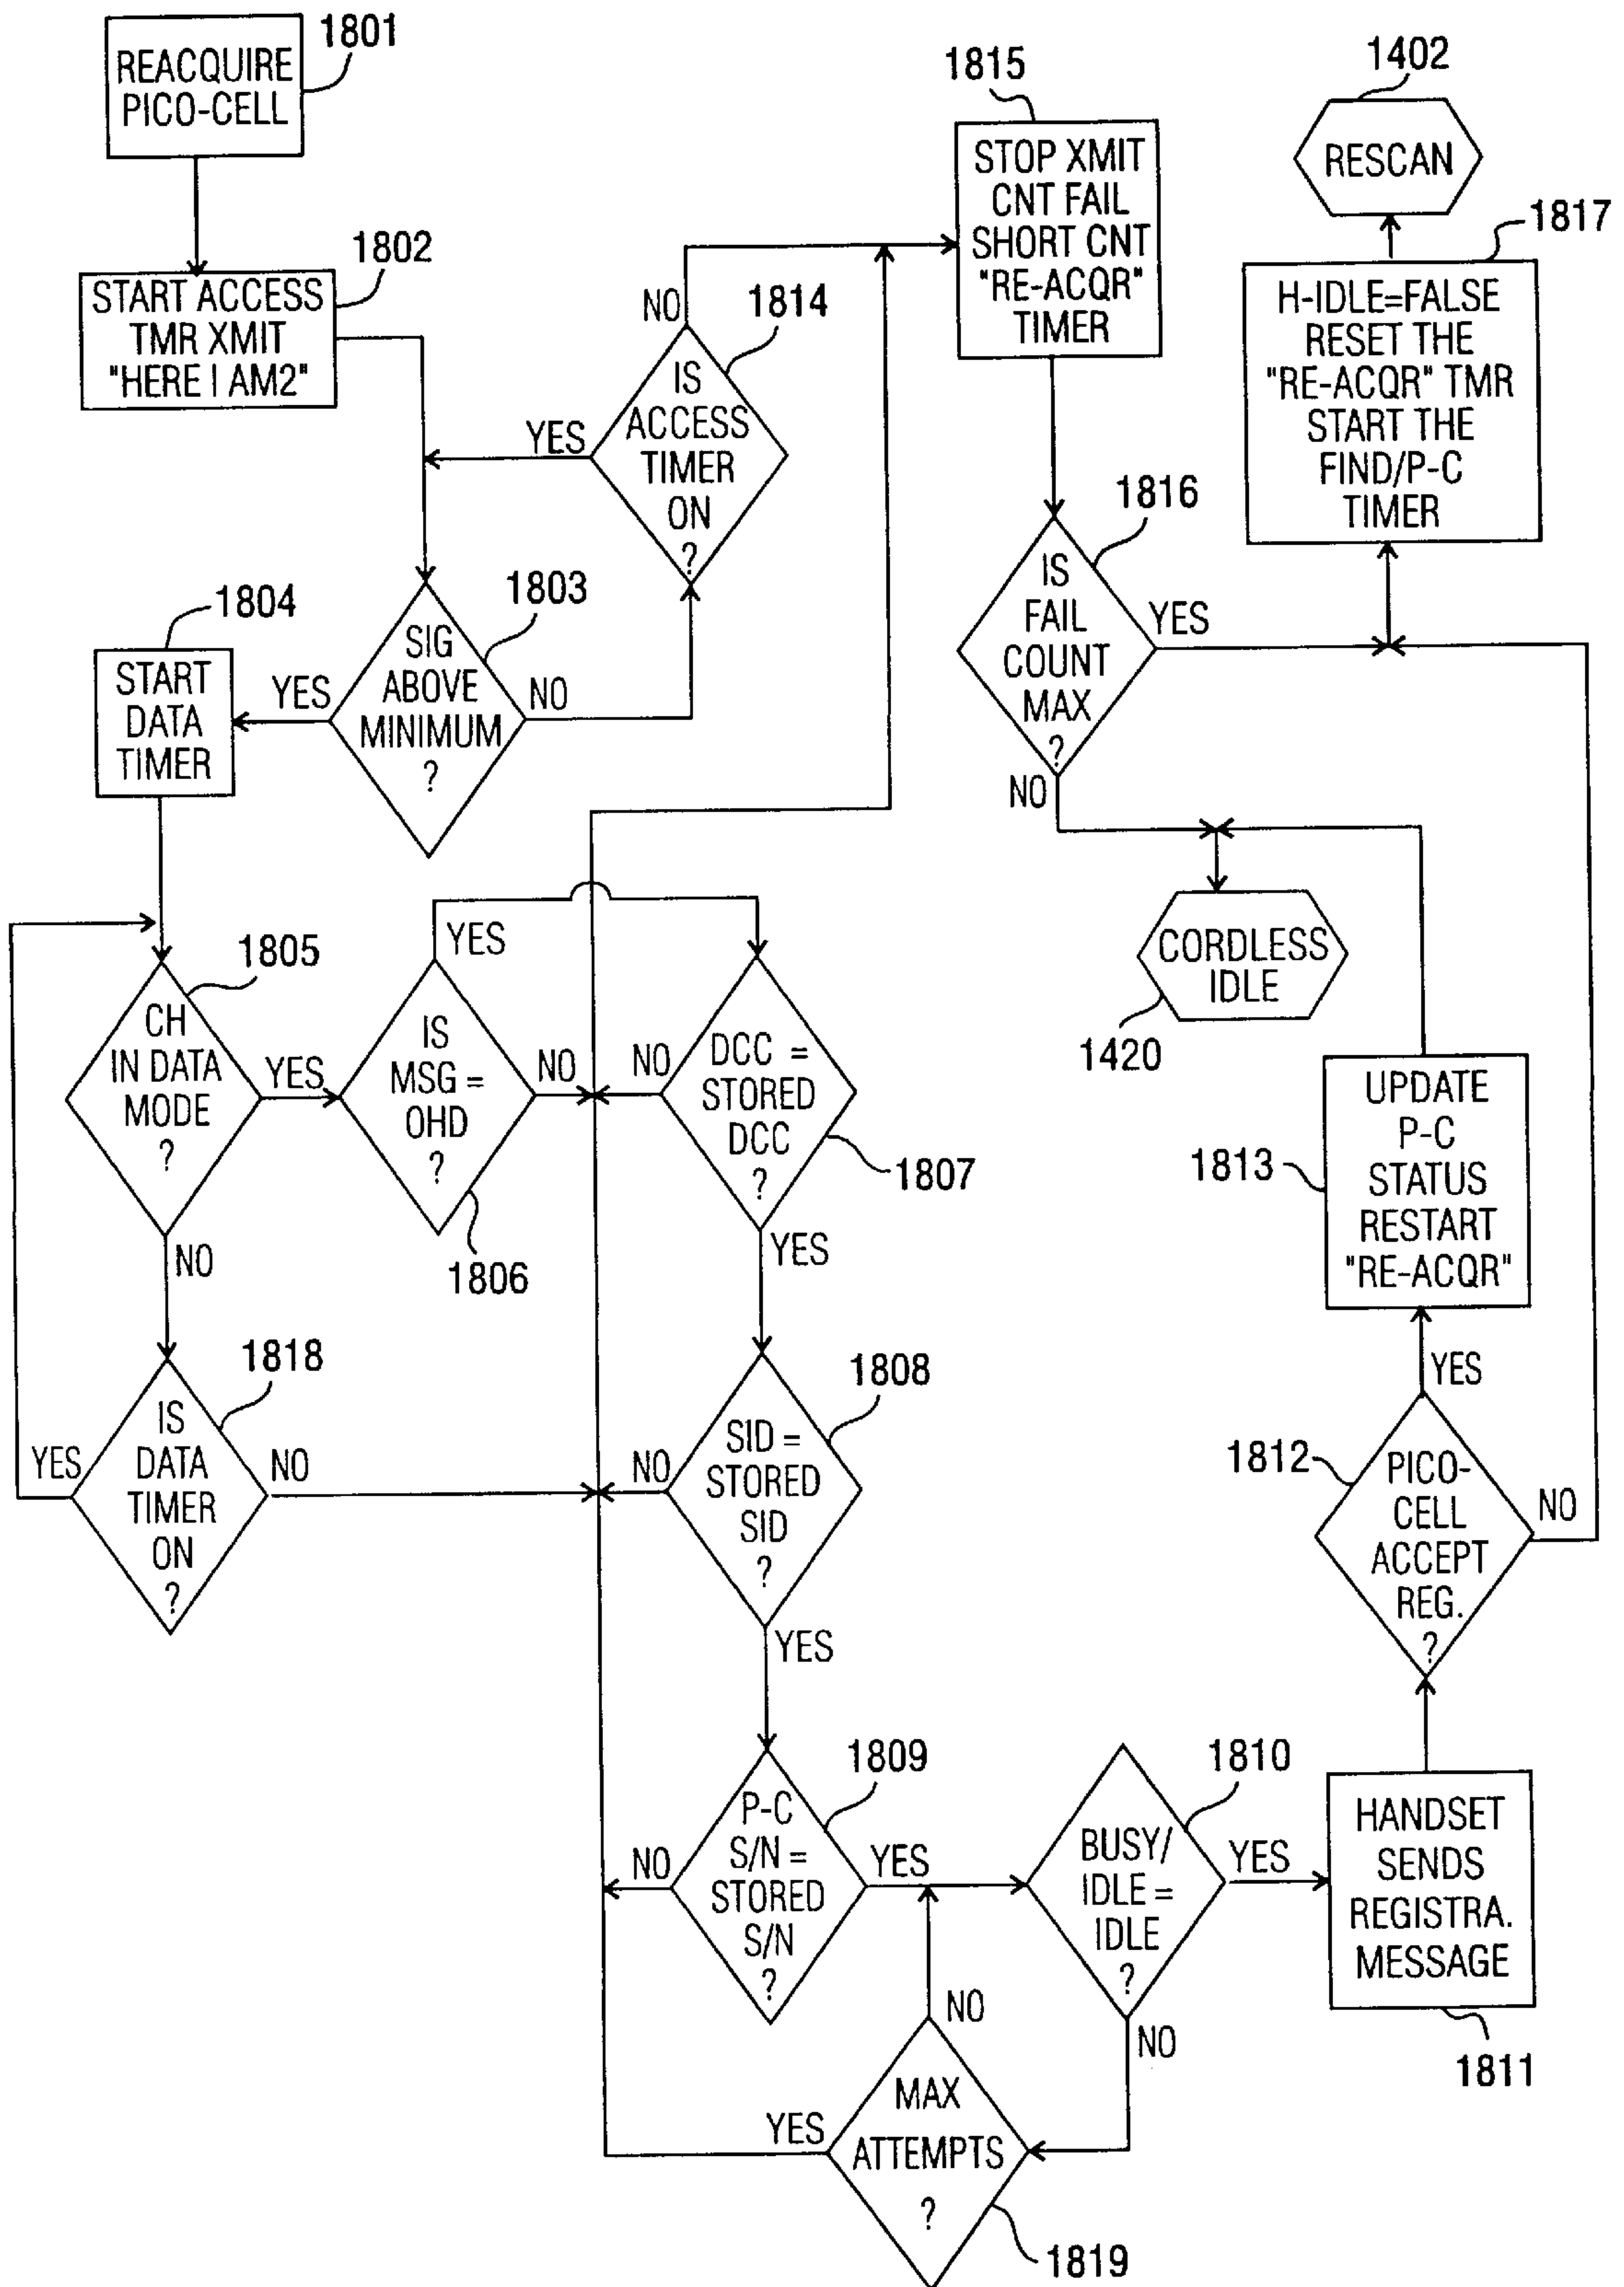 1801
REACQUIRE
PICO-CELL
1802
START ACCESS
TMR XMIT
"HERE I AM2"
1803
SIG
ABOVE
MINIMUM
?
YES
NO
1814
IS
ACCESS
TIMER
ON
?
YES
NO
1804
START
DATA
TIMER
1805
CH
IN DATA
MODE
?
YES
NO
1818
IS
DATA
TIMER
ON
?
YES
NO
1806
IS
MSG =
OHD
?
YES
NO
1807
DCC =
STORED
DCC
?
NO
YES
1808
SID =
STORED
SID
?
NO
YES
1809
P-C
S/N =
STORED
S/N
?
NO
YES
1810
BUSY/
IDLE =
IDLE
?
YES
NO
1819
MAX
ATTEMPTS
?
YES
NO
1811
HANDSET
SENDS
REGISTRA.
MESSAGE
1812
PICO-
CELL
ACCEPT
REG.
?
YES
NO
1813
UPDATE
P-C
STATUS
RESTART
"RE-ACQR"
1815
STOP XMIT
CNT FAIL
SHORT CNT
"RE-ACQR"
TIMER
1816
IS
FAIL
COUNT
MAX
?
YES
NO
1420
CORDLESS
IDLE
1817
H-IDLE=FALSE
RESET THE
"RE-ACQR" TMR
START THE
FIND/P-C
TIMER
1402
RESCAN